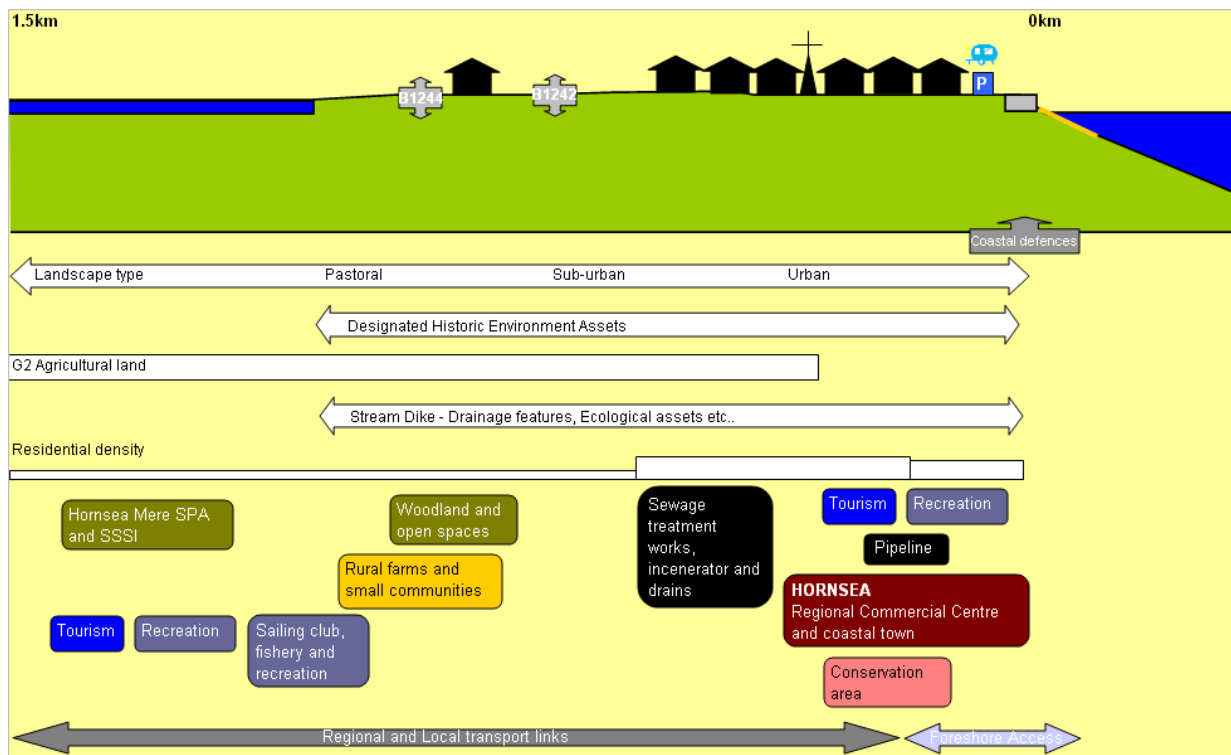 1.5km
0km
B1244
B1242
P
Coastal defences
Landscape type
Pastoral
Sub-urban
Urban
Designated Historic Environment Assets
G2 Agricultural land
Stream Dike - Drainage features, Ecological assets etc..
Residential density
Hornsea Mere SPA
and SSSI
Woodland and
open spaces
Sewage
treatment
works,
incenerator and
drains
Tourism
Recreation
Pipeline
Rural farms and
small communities
HORNSEA
Regional Commercial Centre
and coastal town
Tourism
Recreation
Sailing club,
fishery and
recreation
Conservation
area
Regional and Local transport links
Foreshore Access